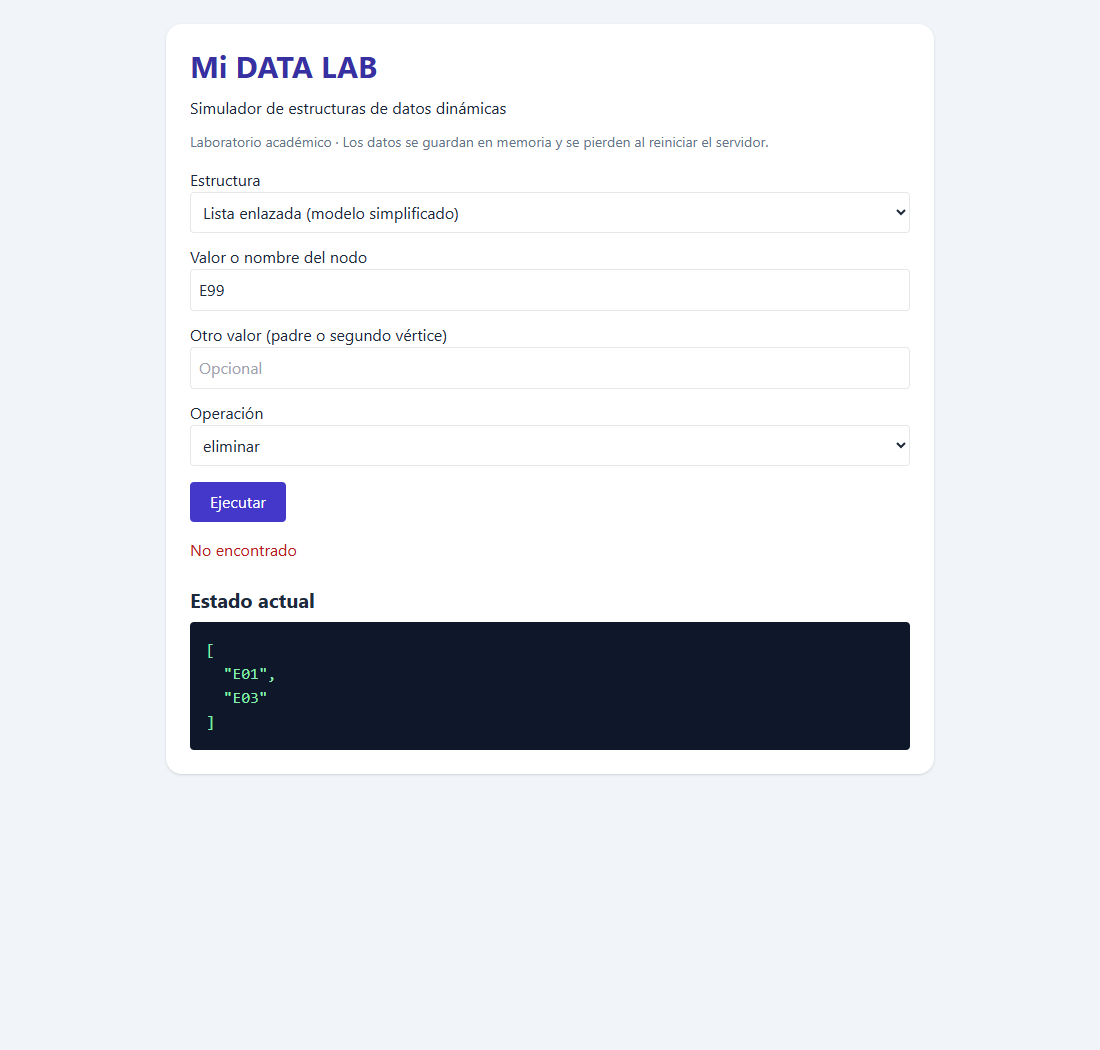 Mi DATA LAB
Simulador de estructuras de datos dinámicas
Laboratorio académico · Los datos se guardan en memoria y se pierden al reiniciar el servidor.
Estructura
Lista enlazada (modelo simplificado)
Valor o nombre del nodo
E99
Otro valor (padre o segundo vértice)
Opcional
Operación
eliminar
Ejecutar
No encontrado
Estado actual
[
"E01",
"E03"
]